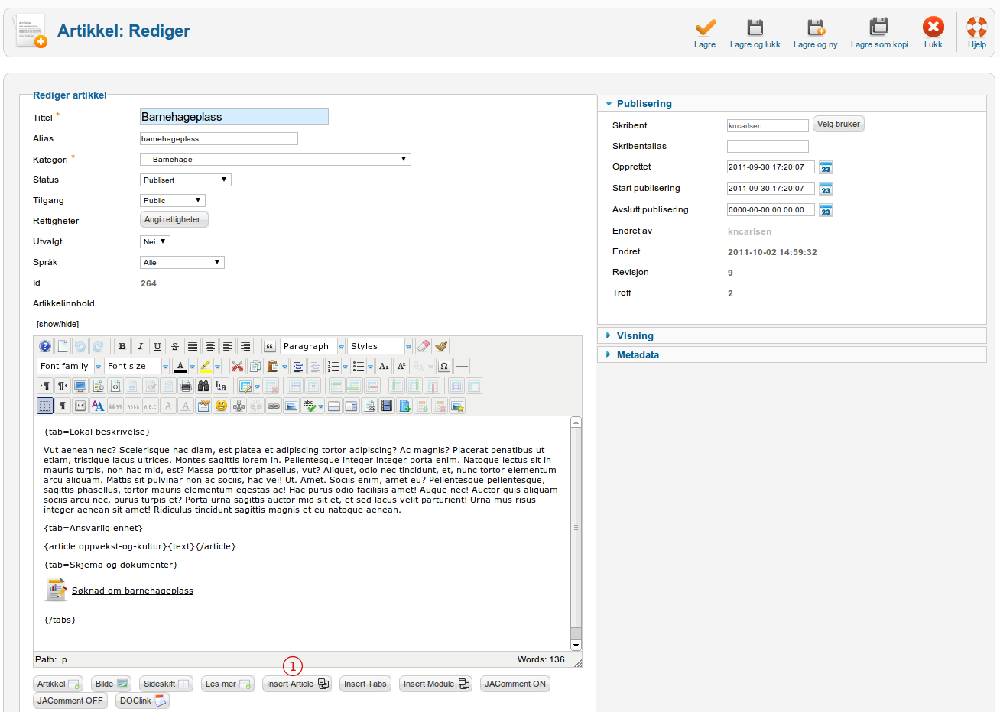 Artikkel: Rediger
Lagre
Lagre og lukk
Lagre og ny
Lagre som kopi
Lukk
Hjelp
Rediger artikkel
Tittel *
Barnehageplass
Alias
barnehageplass
Kategori *
- - Barnehage
Status
Publisert
Tilgang
Public
Rettigheter
Angi rettigheter
Utvalgt
Nei
Språk
Alle
Id
264
Artikkelinnhold
[show/hide]
Paragraph
Styles
Font family
Font size
{tab=Lokal beskrivelse}
Vut aenean nec? Scelerisque hac diam, est platea et adipiscing tortor adipiscing? Ac magnis? Placerat penatibus ut
etiam, tristique lacus ultrices. Montes sagittis lorem in. Pellentesque integer integer porta enim. Natoque lectus sit in
mauris turpis, non hac mid, est? Massa porttitor phasellus, vut? Aliquet, odio nec tincidunt, et, nunc tortor elementum
arcu aliquam. Mattis sit pulvinar non ac sociis, hac vel! Ut. Amet. Sociis enim, amet eu? Pellentesque pellentesque,
sagittis phasellus, tortor mauris elementum egestas ac! Hac purus odio facilisis amet! Augue nec! Auctor quis aliquam
sociis arcu nec, purus turpis et? Porta urna sagittis auctor mid sit et, et sed lacus velit parturient! Urna mus risus
integer aenean sit amet! Ridiculus tincidunt sagittis magnis et eu natoque aenean.
{tab=Ansvarlig enhet}
{article oppvekst-og-kultur}{text}{/article}
{tab=Skjema og dokumenter}
Søknad om barnehageplass
{/tabs}
Path: p
Words: 136
1
Artikkel
Bilde
Sideskift
Les mer
Insert Article
Insert Tabs
Insert Module
JAComment ON
JAComment OFF
DOClink
Publisering
Skribent
kncarlsen
Velg bruker
Skribentalias
Opprettet
2011-09-30 17:20:07
23
Start publisering
2011-09-30 17:20:07
23
Avslutt publisering
0000-00-00 00:00:00
23
Endret av
kncarlsen
Endret
2011-10-02 14:59:32
Revisjon
9
Treff
2
Visning
Metadata